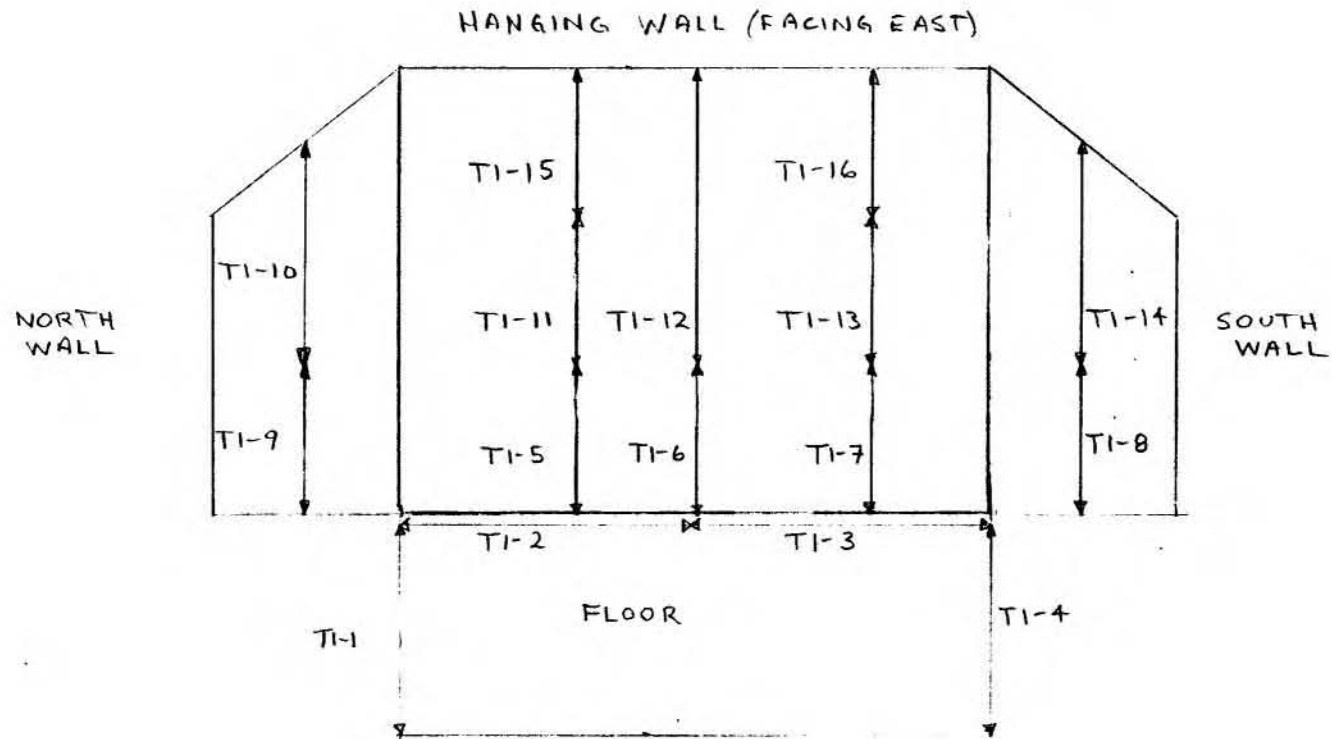 HANGING WALL (FACING EAST)
T1-15
T1-16
T1-10
T1-11
T1-12
T1-13
T1-14
NORTH
WALL
SOUTH
WALL
T1-9
T1-5
T1-6
T1-7
T1-8
T1-2
T1-3
FLOOR
T1-1
T1-4